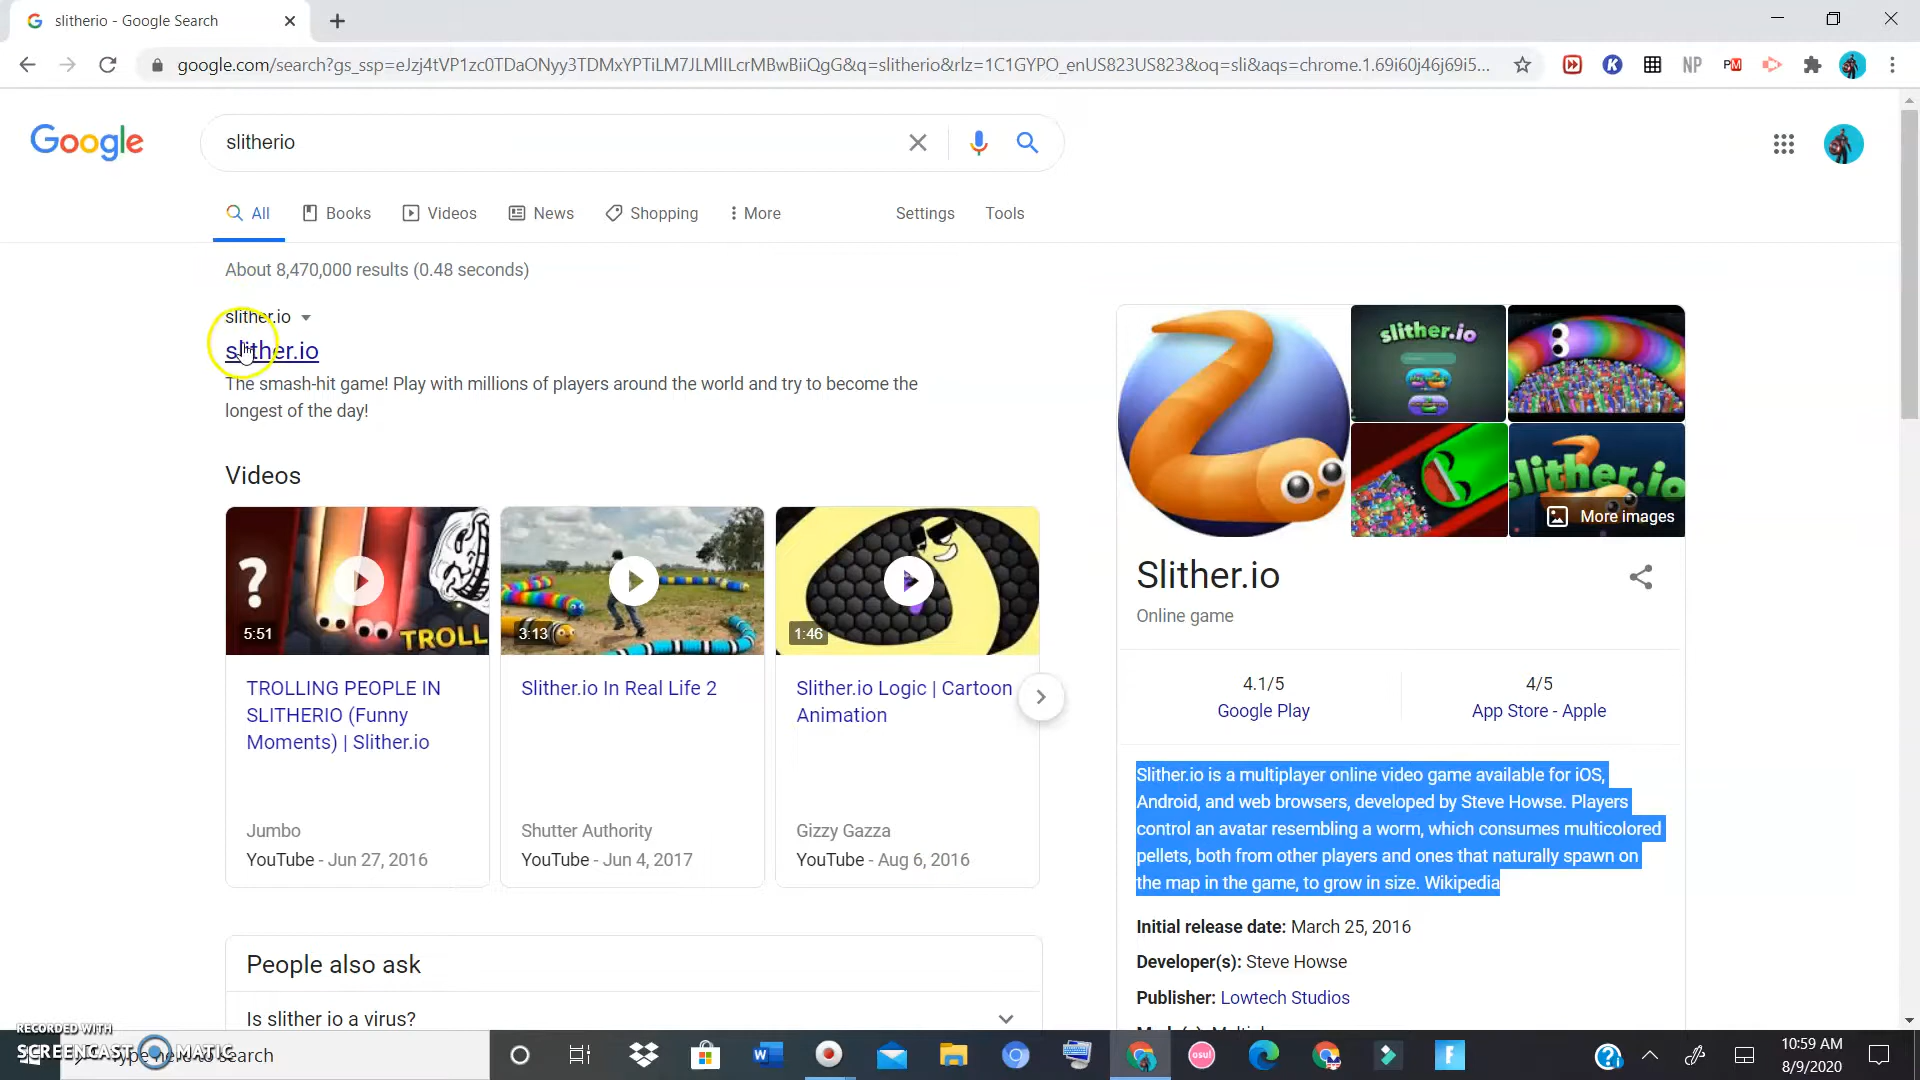 slitherio - Google Search
google.com/search?gs_ssp=eJzj4tVP1zc0TDaONyy3TDMxYPTiLM7JLMlILcrMBwBiiQgG&q=slitherio&rlz=1C1GYPO_enUS823US823&oq=sli&aqs=chrome.1.69i60j46j69i5...
NP
PM
Google
slitherio
All
Books
Videos
News
Shopping
More
Settings
Tools
About 8,470,000 results (0.48 seconds)
slither.io
slither.io
The smash-hit game! Play with millions of players around the world and try to become the
longest of the day!
Videos
?
TROLL
5:51
3:13
1:46
TROLLING PEOPLE IN
SLITHERIO (Funny
Moments) | Slither.io
Jumbo
YouTube - Jun 27, 2016
Slither.io In Real Life 2
Shutter Authority
YouTube - Jun 4, 2017
Slither.io Logic | Cartoon
Animation
Gizzy Gazza
YouTube - Aug 6, 2016
People also ask
Is slither io a virus?
slither.io
slither.io
More images
Slither.io
Online game
4.1/5
Google Play
4/5
App Store - Apple
Slither.io is a multiplayer online video game available for iOS,
Android, and web browsers, developed by Steve Howse. Players
control an avatar resembling a worm, which consumes multicolored
pellets, both from other players and ones that naturally spawn on
the map in the game, to grow in size. Wikipedia
Initial release date: March 25, 2016
Developer(s): Steve Howse
Publisher: Lowtech Studios
RECORDED WITH
SCREENCAST MATIC
Type here to search
osu!
10:59 AM
8/9/2020